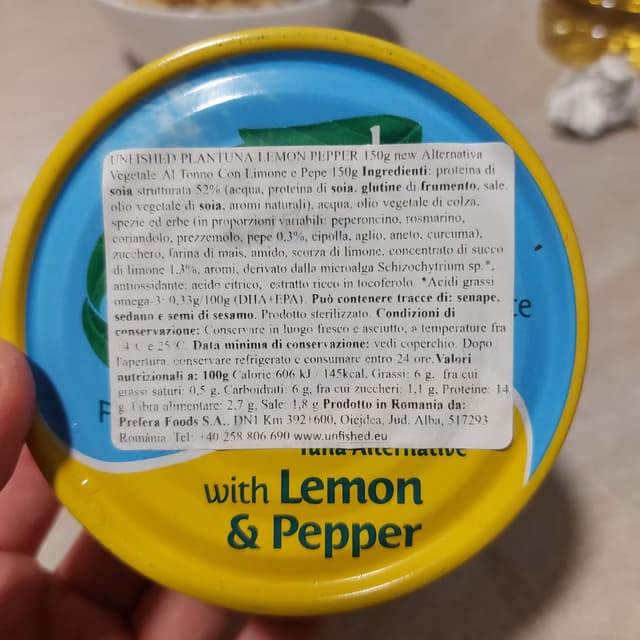 UNFISHED PLANTUNA LEMON PEPPER 150g new Alternativa
Vegetale Al Tonno Con Limone e Pepe 150g Ingredienti: proteina di
soia strutturata 52% (acqua, proteina di soia, glutine di frumento, sale,
olio vegetale di soia, aromi naturali), acqua, olio vegetale di colza,
spezie ed erbe (in proporzioni variabili: peperoncino, rosmarino,
coriandolo, prezzemolo, pepe 0,3%, cipolla, aglio, aneto, curcuma),
zucchero, farina di mais, amido, scorza di limone, concentrato di succo
di limone 1,3%, aromi, derivato dalla microalga Schizochytrium sp.*,
antiossidante: acido citrico, estratto ricco in tocoferolo. *Acidi grassi
omega-3: 0,33g/100g (DHA+EPA). Può contenere tracce di: senape,
sedano e semi di sesamo. Prodotto sterilizzato. Condizioni di
conservazione: Conservare in luogo fresco e asciutto, a temperature fra
4°C e 25°C. Data minima di conservazione: vedi coperchio. Dopo
l'apertura, conservare refrigerato e consumare entro 24 ore. Valori
nutrizionali a: 100g Calorie:606 kJ / 145kcal, Grassi: 6 g, fra cui
grassi saturi: 0,5 g, Carboidrati: 6 g, fra cui zuccheri: 1,1 g, Proteine: 14
g, Fibra alimentare: 2,7 g, Sale: 1,8 g Prodotto in Romania da:
Prefera Foods S.A., DN1 Km 392+600, Oiejdea, Jud. Alba, 517293
România. Tel: +40 258 806 690 www.unfished.eu
Tuna Alternative
with Lemon
& Pepper